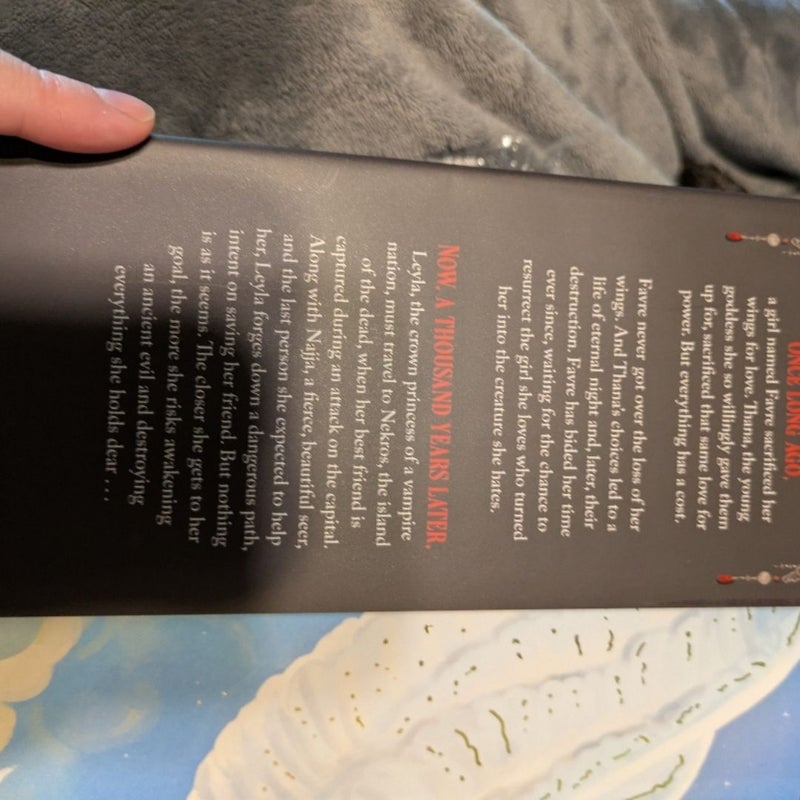 ONCE LONG AGO,
a girl named Favre sacrificed her
wings for love. Thana, the young
goddess she so willingly gave them
up for, sacrificed that same love for
power. But everything has a cost.
Favre never got over the loss of her
wings. And Thana's choices led to a
life of eternal night and, later, their
destruction. Favre has bided her time
ever since, waiting for the chance to
resurrect the girl she loves who turned
her into the creature she hates.
NOW, A THOUSAND YEARS LATER,
Leyla, the crown princess of a vampire
nation, must travel to Nekros, the island
of the dead, when her best friend is
captured during an attack on the capital.
Along with Najja, a fierce, beautiful seer,
and the last person she expected to help
her, Leyla forges down a dangerous path,
intent on saving her friend. But nothing
is as it seems. The closer she gets to her
goal, the more she risks awakening
an ancient evil and destroying
everything she holds dear . . .